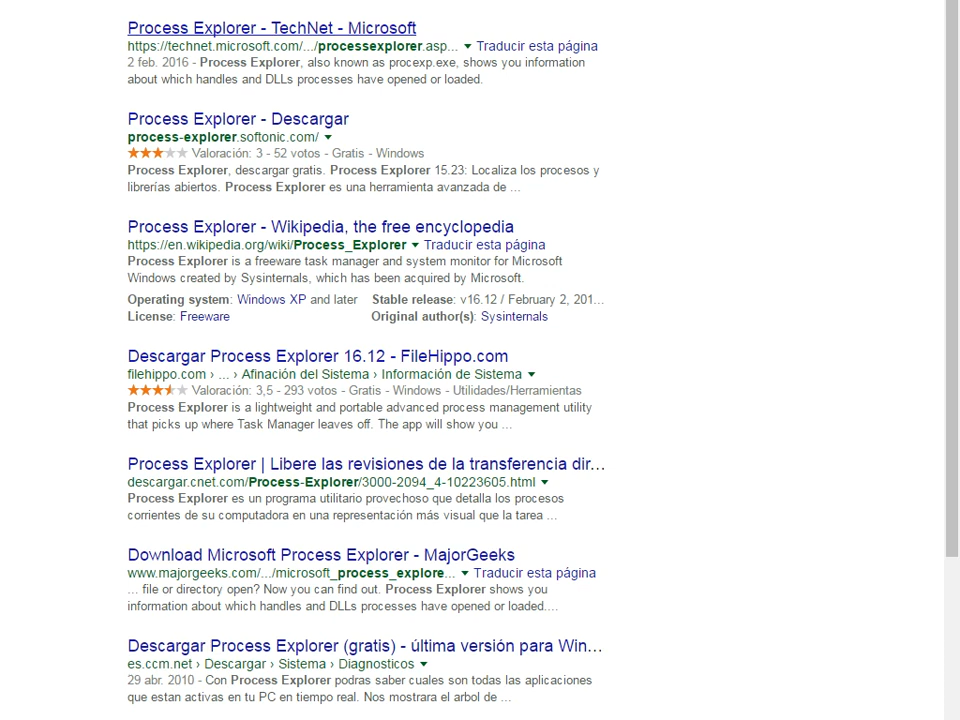 Process Explorer - TechNet - Microsoft
https://technet.microsoft.com/.../processexplorer.asp... ▼ Traducir esta página
2 feb. 2016 - Process Explorer, also known as procexp.exe, shows you information
about which handles and DLLs processes have opened or loaded.
Process Explorer - Descargar
process-explorer.softonic.com/ ▼
★★★★★ Valoración: 3 - 52 votos - Gratis - Windows
Process Explorer, descargar gratis. Process Explorer 15.23: Localiza los procesos y
librerías abiertos. Process Explorer es una herramienta avanzada de ...
Process Explorer - Wikipedia, the free encyclopedia
https://en.wikipedia.org/wiki/Process_Explorer ▼ Traducir esta página
Process Explorer is a freeware task manager and system monitor for Microsoft
Windows created by Sysinternals, which has been acquired by Microsoft.
Operating system: Windows XP and later Stable release: v16.12 / February 2, 201...
License: Freeware Original author(s): Sysinternals
Descargar Process Explorer 16.12 - FileHippo.com
filehippo.com › ... › Afinación del Sistema › Información de Sistema ▼
★★★★★ Valoración: 3,5 - 293 votos - Gratis - Windows - Utilidades/Herramientas
Process Explorer is a lightweight and portable advanced process management utility
that picks up where Task Manager leaves off. The app will show you ...
Process Explorer | Libere las revisiones de la transferencia dir...
descargar.cnet.com/Process-Explorer/3000-2094_4-10223605.html ▼
Process Explorer es un programa utilitario provechoso que detalla los procesos
corrientes de su computadora en una representación más visual que la tarea ...
Download Microsoft Process Explorer - MajorGeeks
www.majorgeeks.com/.../microsoft_process_explore... ▼ Traducir esta página
... file or directory open? Now you can find out. Process Explorer shows you
information about which handles and DLLs processes have opened or loaded....
Descargar Process Explorer (gratis) - última versión para Win...
es.ccm.net › Descargar › Sistema › Diagnosticos ▼
29 abr. 2010 - Con Process Explorer podras saber cuales son todas las aplicaciones
que estan activas en tu PC en tiempo real. Nos mostrara el arbol de ...